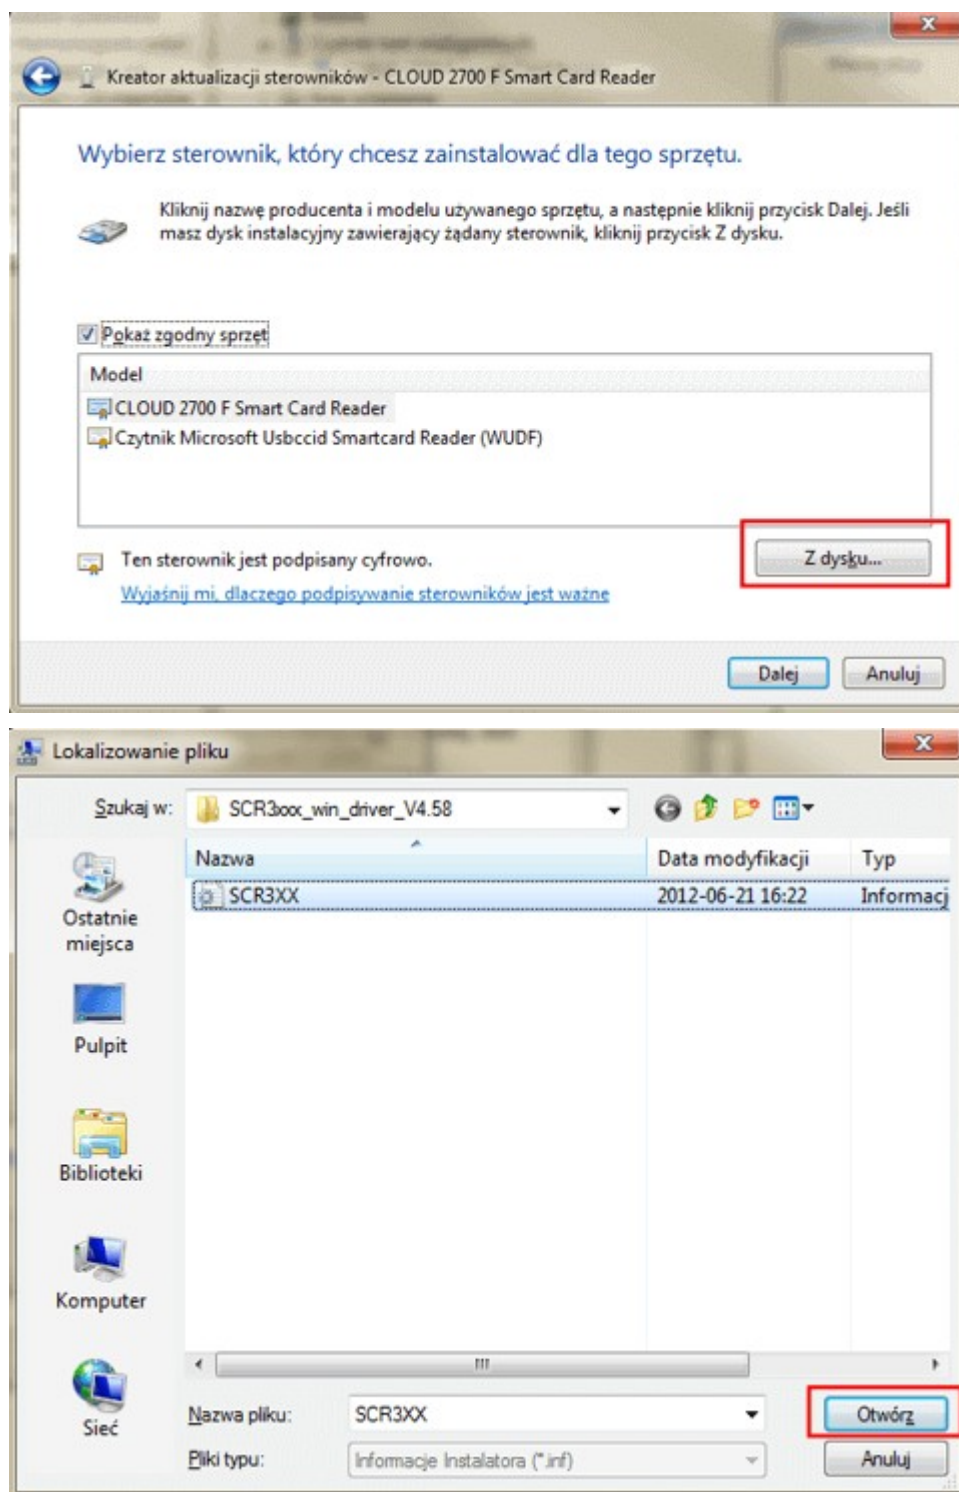 Kreator aktualizacji sterowników - CLOUD 2700 F Smart Card Reader
Wybierz sterownik, który chcesz zainstalować dla tego sprzętu.
Kliknij nazwę producenta i modelu używanego sprzętu, a następnie kliknij przycisk Dalej. Jeśli
masz dysk instalacyjny zawierający żądany sterownik, kliknij przycisk Z dysku.
Pokaż zgodny sprzęt
Model
CLOUD 2700 F Smart Card Reader
Czytnik Microsoft Usbccid Smartcard Reader (WUDF)
Ten sterownik jest podpisany cyfrowo.
Z dysku...
Wyjaśnij mi, dlaczego podpisywanie sterowników jest ważne
Dalej Anuluj
Lokalizowanie pliku
Szukaj w: SCR3xxx_win_driver_V4.58
Nazwa Data modyfikacji Typ
SCR3XX 2012-06-21 16:22 Informacj
Ostatnie
miejsca
Pulpit
Biblioteki
Komputer
Sieć
Nazwa pliku: SCR3XX Otwórz
Pliki typu: Informacje Instalatora (*.inf) Anuluj